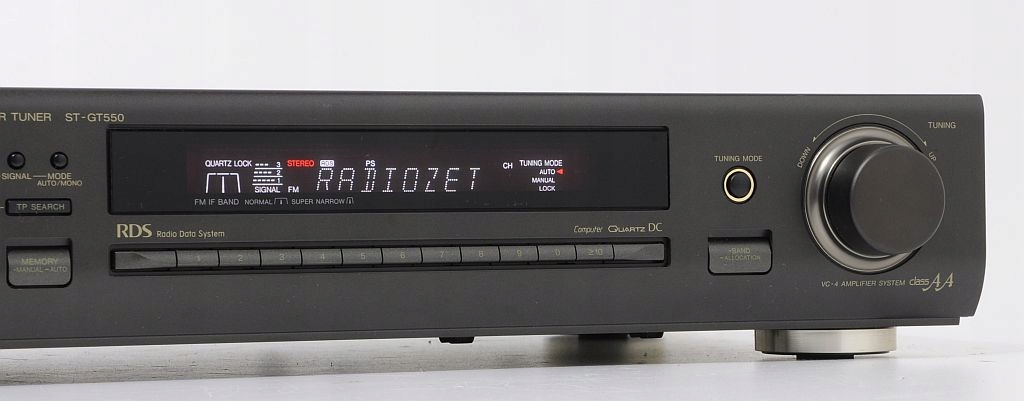 R TUNER ST-GT550
SIGNAL MODE
AUTO/MONO
TP SEARCH
MEMORY
-MANUAL -AUTO
QUARTZ LOCK 3
2
1
SIGNAL
STEREO RDS PS
FM RADIOZET
CH TUNING MODE
AUTO
MANUAL
LOCK
FM IF BAND NORMAL SUPER NARROW
RDS Radio Data System
Computer QUARTZ DC
1 2 3 4 5 6 7 8 9 0 ≥10
TUNING MODE
-BAND
-ALLOCATION
TUNING
DOWN UP
VC-4 AMPLIFIER SYSTEM class AA